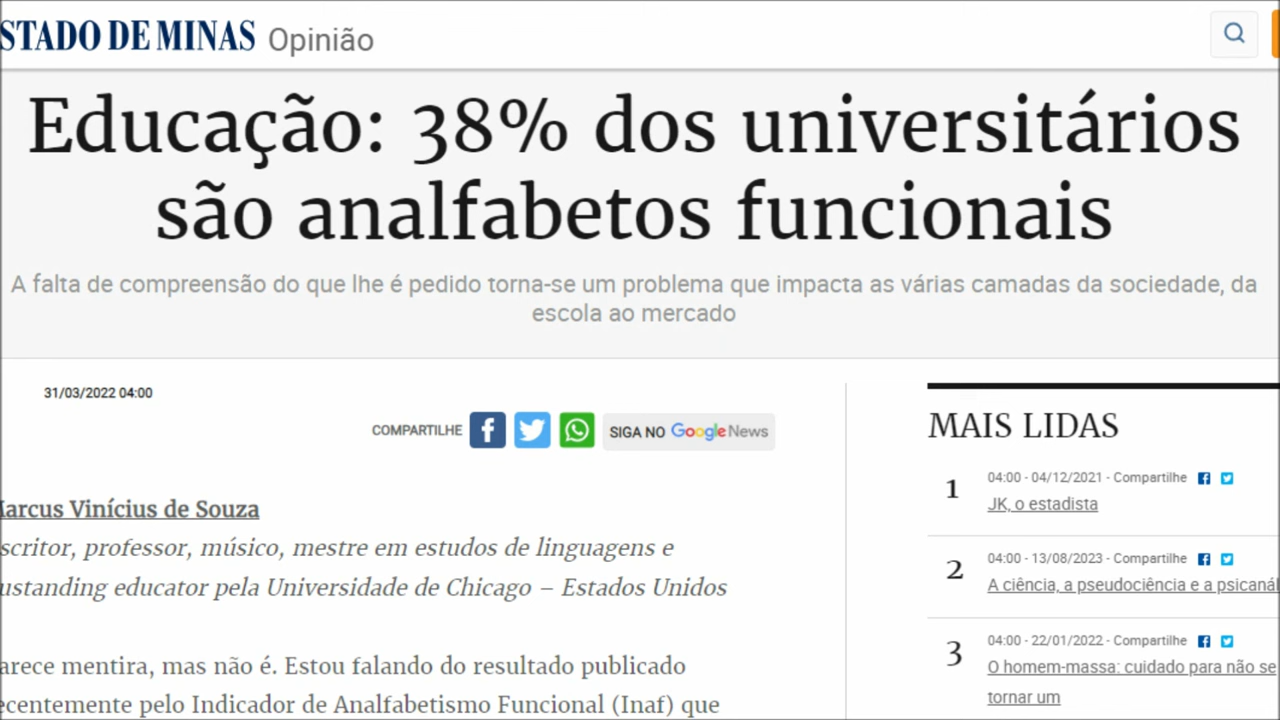 STADO DE MINAS Opinião
Educação: 38% dos universitários
são analfabetos funcionais
A falta de compreensão do que lhe é pedido torna-se um problema que impacta as várias camadas da sociedade, da
escola ao mercado
31/03/2022 04:00
COMPARTILHE SIGA NO Google News
Marcus Vinícius de Souza
scritor, professor, músico, mestre em estudos de linguagens e
ustanding educator pela Universidade de Chicago – Estados Unidos
arece mentira, mas não é. Estou falando do resultado publicado
ecentemente pelo Indicador de Analfabetismo Funcional (Inaf) que
MAIS LIDAS
1
04:00 - 04/12/2021 - Compartilhe
JK, o estadista
2
04:00 - 13/08/2023 - Compartilhe
A ciência, a pseudociência e a psicanál
3
04:00 - 22/01/2022 - Compartilhe
O homem-massa: cuidado para não se
tornar um